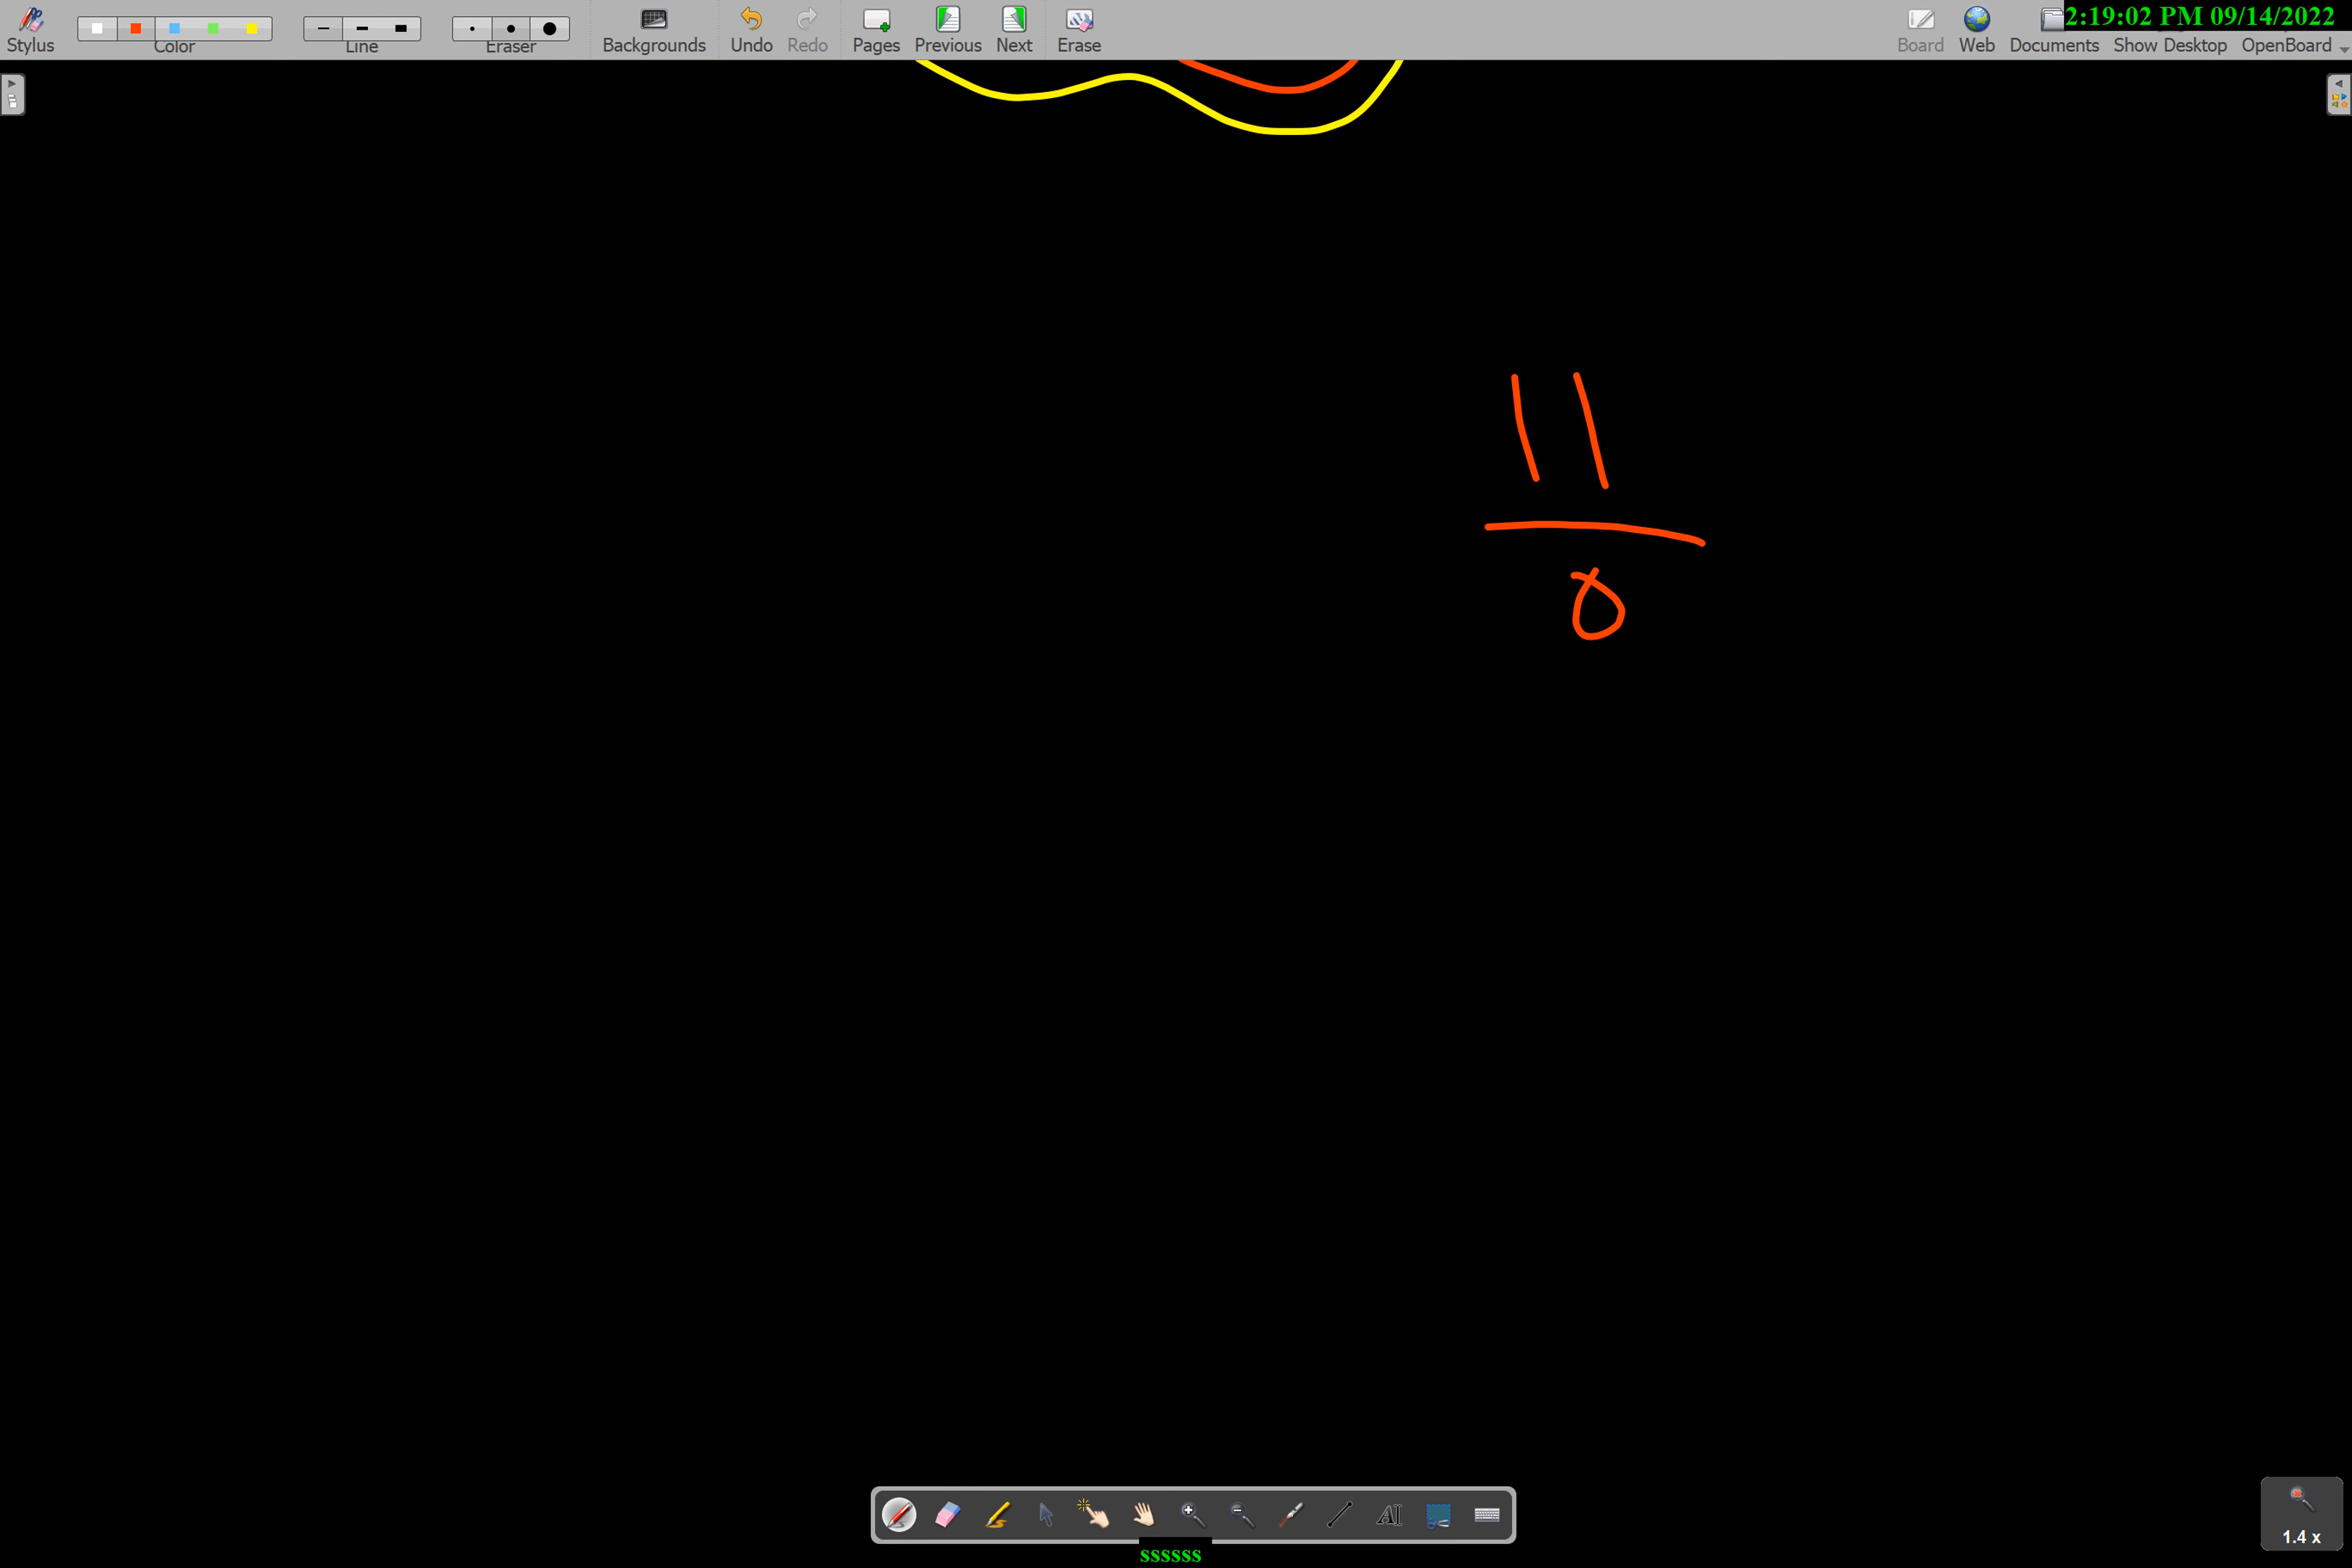 2:19:02 PM 09/14/2022
Stylus Color Line Eraser Backgrounds Undo Redo Pages Previous Next Erase Board Web Documents Show Desktop OpenBoard
11
0
AI
1.4 x
ssssss